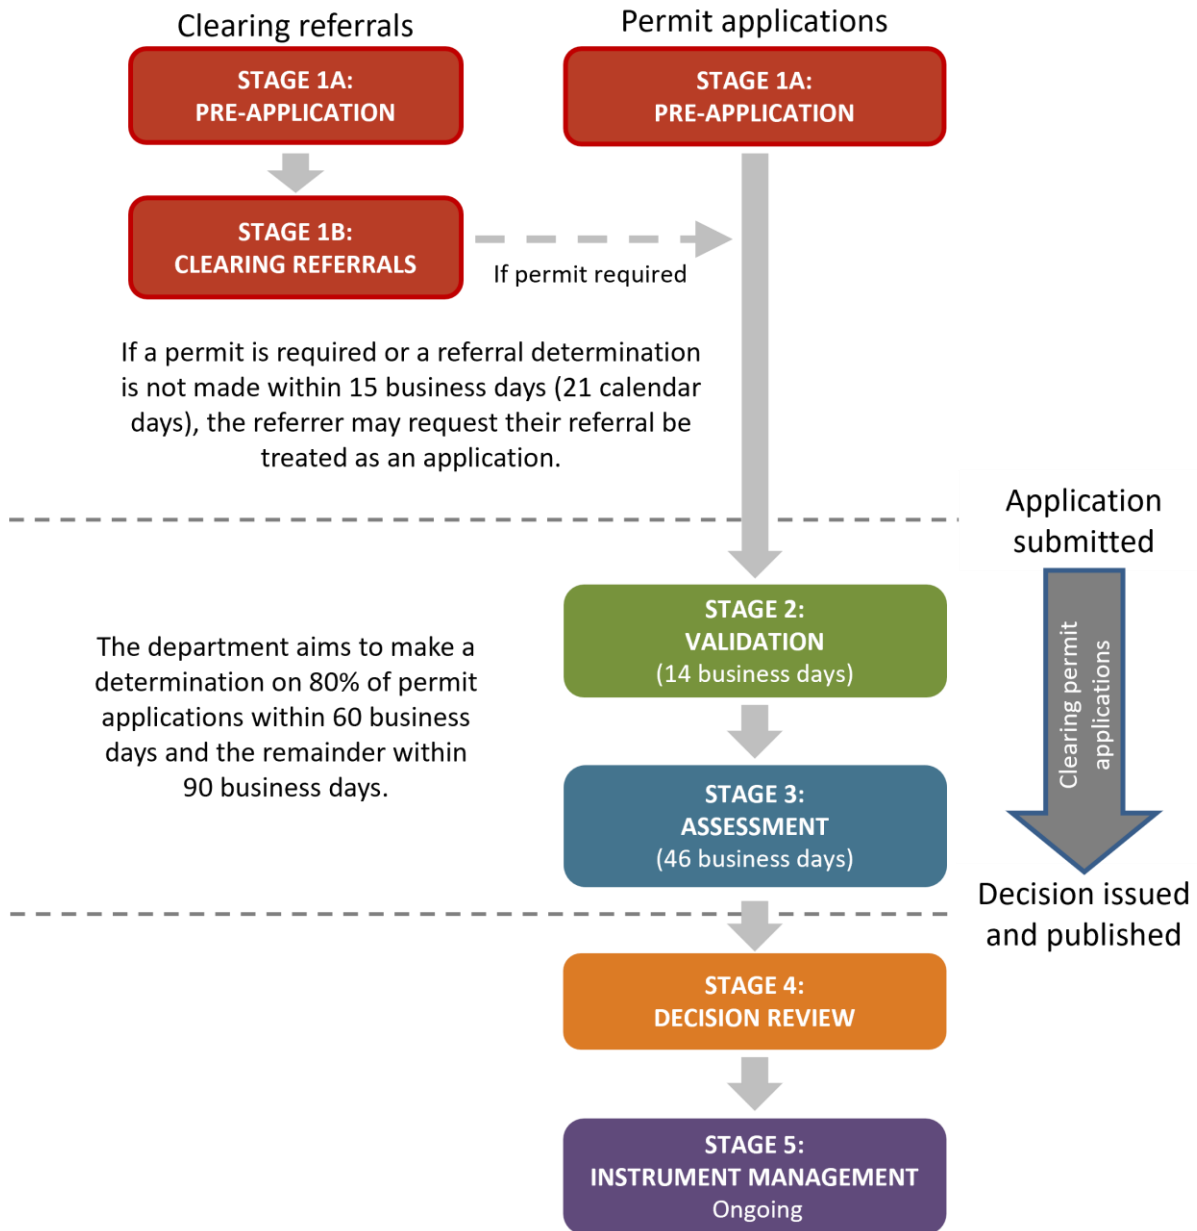 Clearing referrals
Permit applications
STAGE 1A:
PRE-APPLICATION
STAGE 1A:
PRE-APPLICATION
STAGE 1B:
CLEARING REFERRALS
If permit required
If a permit is required or a referral determination
is not made within 15 business days (21 calendar
days), the referrer may request their referral be
treated as an application.
Application
submitted
STAGE 2:
VALIDATION
(14 business days)
Clearing permit
applications
The department aims to make a
determination on 80% of permit
applications within 60 business
days and the remainder within
90 business days.
STAGE 3:
ASSESSMENT
(46 business days)
Decision issued
and published
STAGE 4:
DECISION REVIEW
STAGE 5:
INSTRUMENT MANAGEMENT
Ongoing